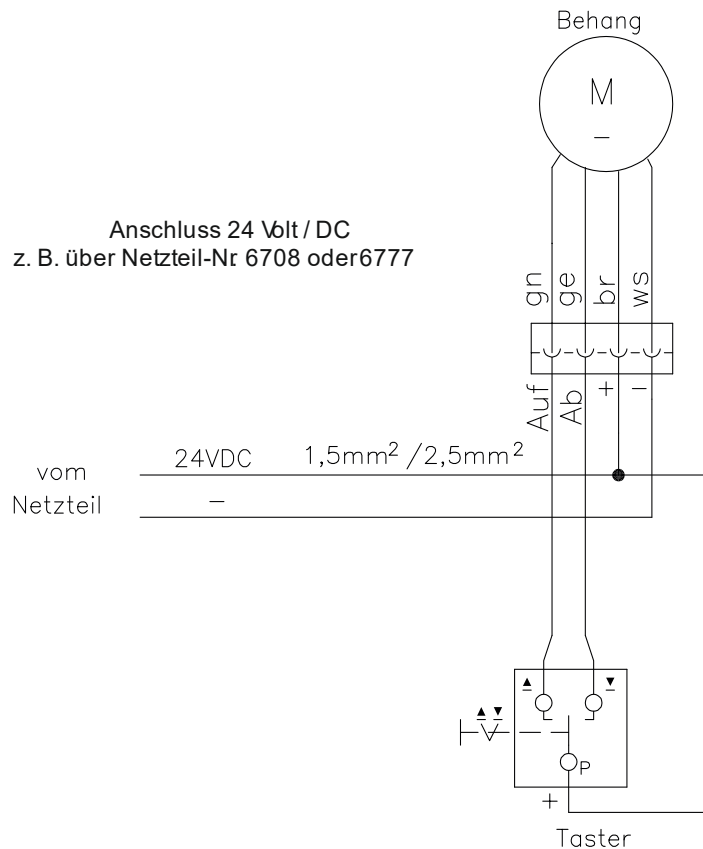 Behang
M
–
Anschluss 24 Volt / DC
z. B. über Netzteil-Nr. 6708 oder 6777
gn ge br ws
Auf Ab + –
24VDC 1,5mm² /2,5mm²
vom
Netzteil
–
P
+
Taster